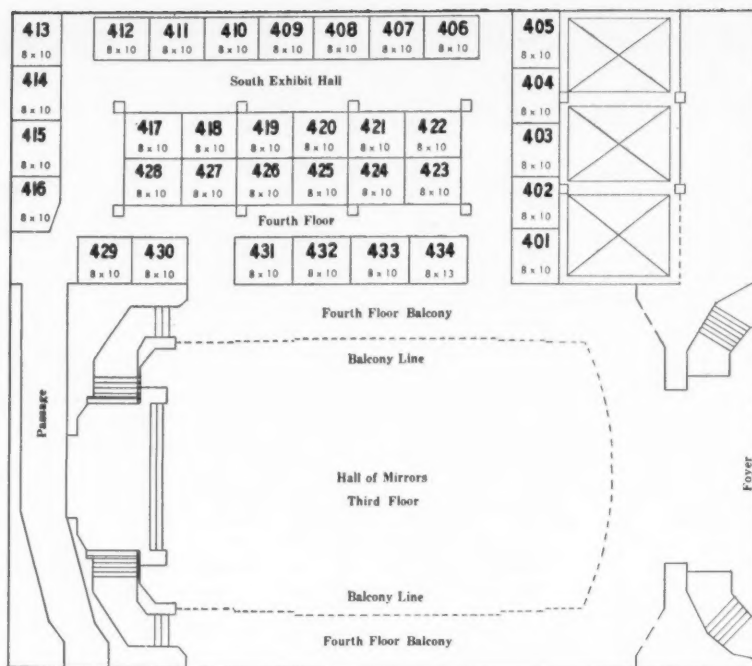 413 412 411 410 409 408 407 406 405
8 x 10 8 x 10 8 x 10 8 x 10 8 x 10 8 x 10 8 x 10 8 x 10 8 x 10
414 South Exhibit Hall 404
8 x 10 8 x 10
417 418 419 420 421 422
415 8 x 10 8 x 10 8 x 10 8 x 10 8 x 10 8 x 10 403
8 x 10 8 x 10
428 427 426 425 424 423
8 x 10 8 x 10 8 x 10 8 x 10 8 x 10 8 x 10
416 402
8 x 10 8 x 10
Fourth Floor
429 430 431 432 433 434 401
8 x 10 8 x 10 8 x 10 8 x 10 8 x 10 8 x 13 8 x 10
Fourth Floor Balcony
Balcony Line
Passage
Hall of Mirrors
Third Floor
Foyer
Balcony Line
Fourth Floor Balcony